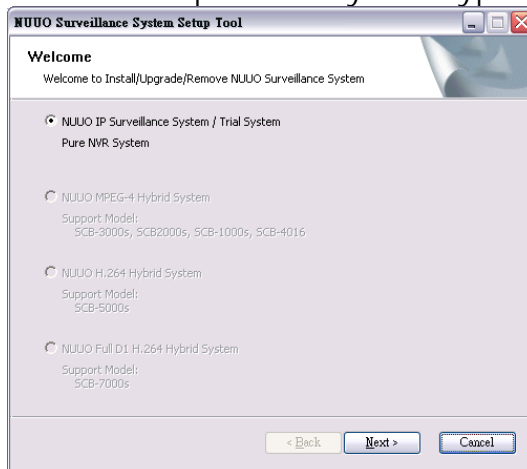 NUUO Surveillance System Setup Tool
Welcome
Welcome to Install/Upgrade/Remove NUUO Surveillance System
NUUO IP Surveillance System / Trial System
Pure NVR System
NUUO MPEG-4 Hybrid System
Support Model:
SCB-3000s, SCB2000s, SCB-1000s, SCB-4016
NUUO H.264 Hybrid System
Support Model:
SCB-5000s
NUUO Full D1 H.264 Hybrid System
Support Model:
SCB-7000s
< Back Next > Cancel